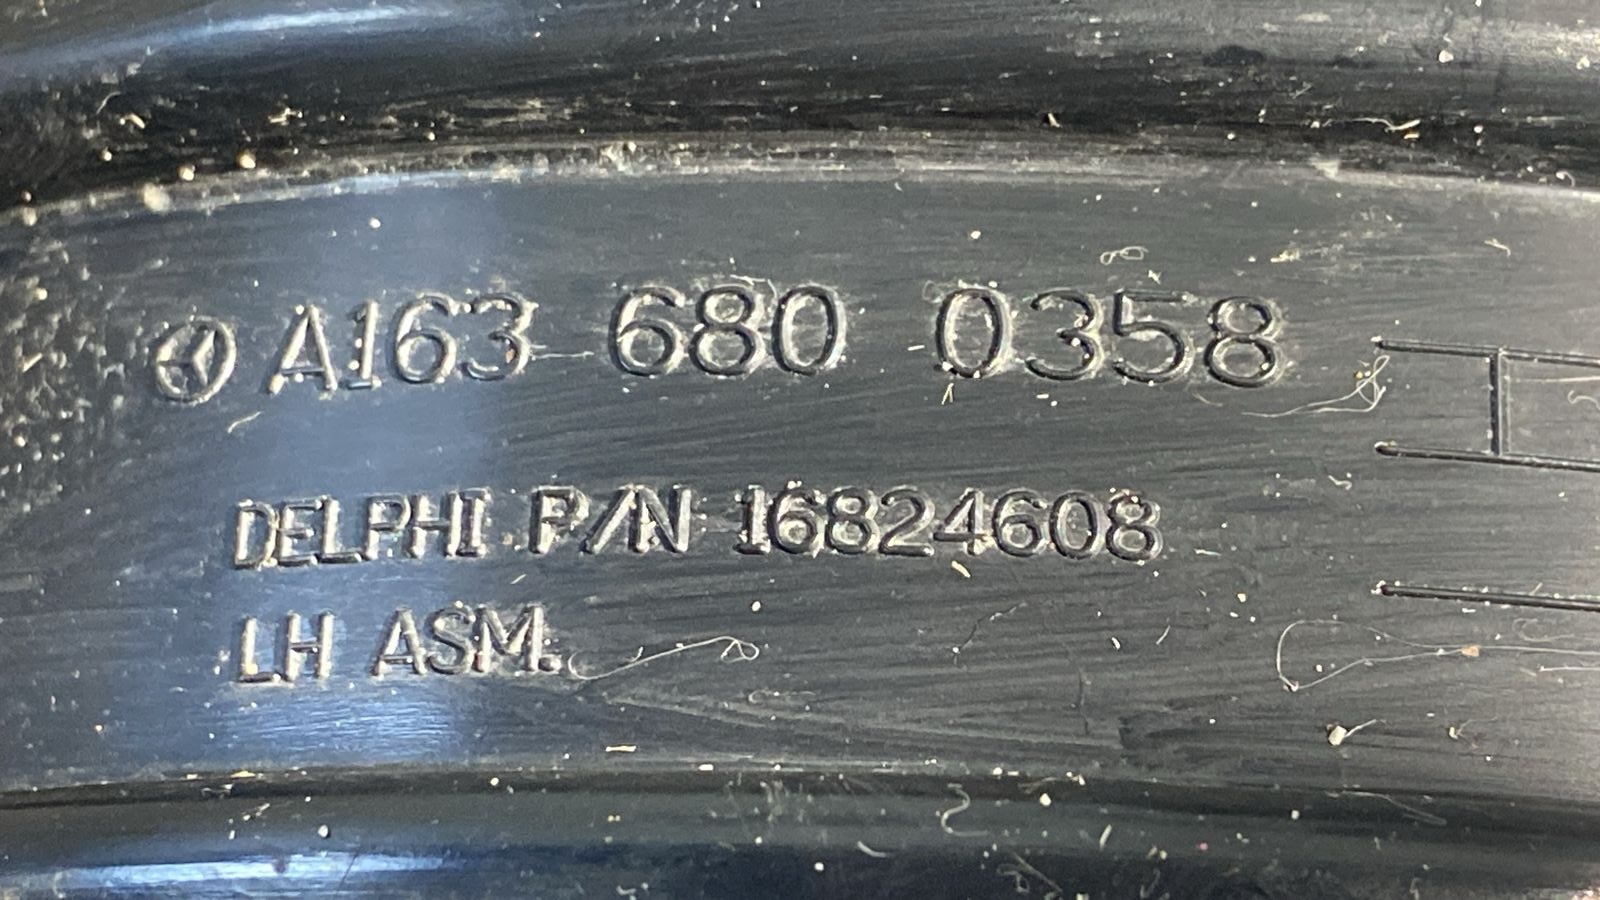 A163 680 0358
DELPHI P/N 16824608
LH ASM.